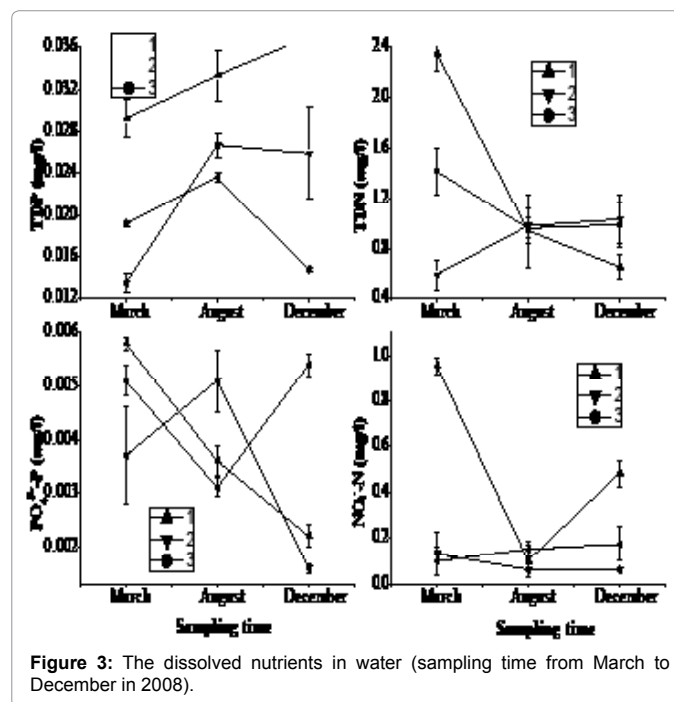 0.036
0.032
0.028
0.024
0.020
0.016
0.012
TDP (mg/l)
1
2
3
March
August
December
2.4
2.0
1.6
1.2
0.8
0.4
TDN (mg/l)
1
2
3
March
August
December
0.006
0.005
0.004
0.003
0.002
PO₄³⁻-P (mg/l)
1
2
3
March
August
December
Sampling time
1.0
0.8
0.6
0.4
0.2
0.0
NO₃⁻-N (mg/l)
1
2
3
March
August
December
Sampling time
Figure 3: The dissolved nutrients in water (sampling time from March to
December in 2008).